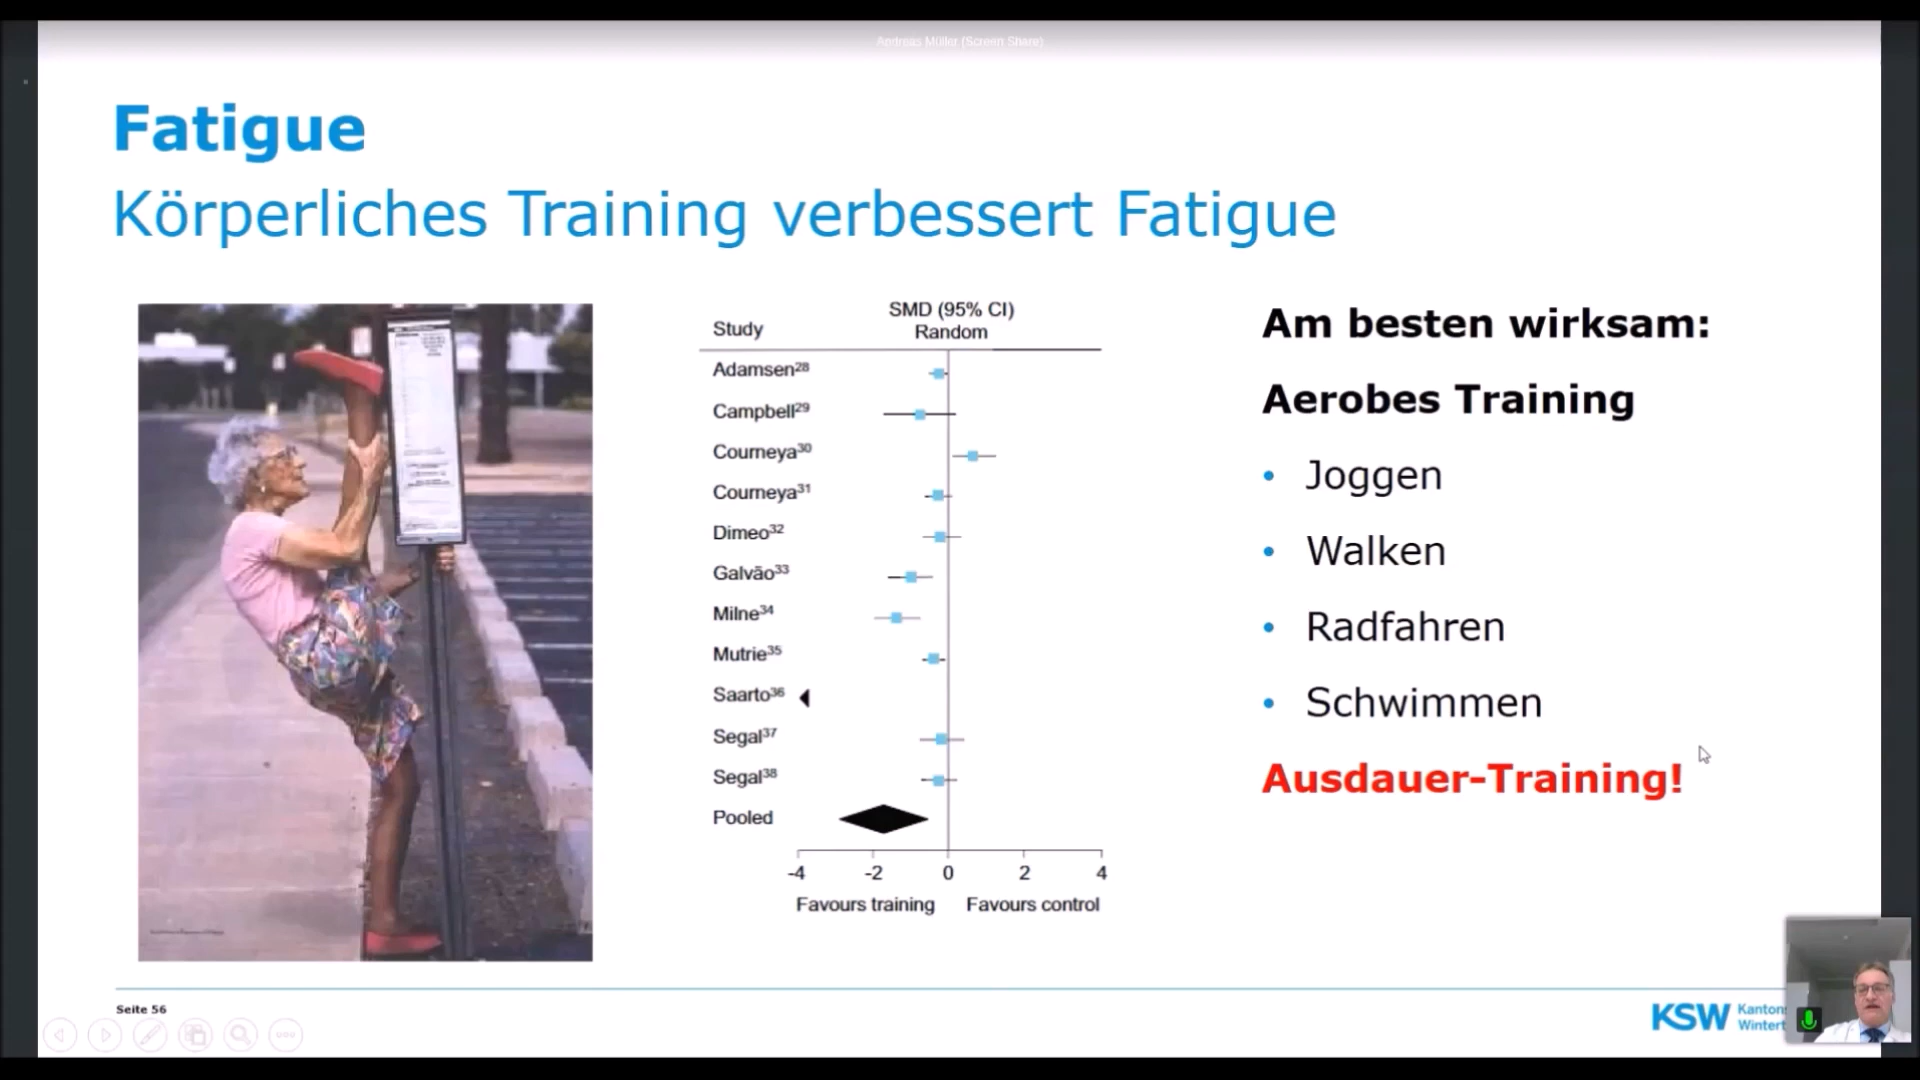 Andreas Müller (Screen Share)
Fatigue
Körperliches Training verbessert Fatigue
SMD (95% CI)
Study Random
Adamsen28
Campbell29
Courneya30
Courneya31
Dimeo32
Galvão33
Milne34
Mutrie35
Saarto36
Segal37
Segal38
Pooled
-4 -2 0 2 4
Favours training Favours control
Am besten wirksam:
Aerobes Training
• Joggen
• Walken
• Radfahren
• Schwimmen
Ausdauer-Training!
Seite 56
KSW Kantons
Wintert